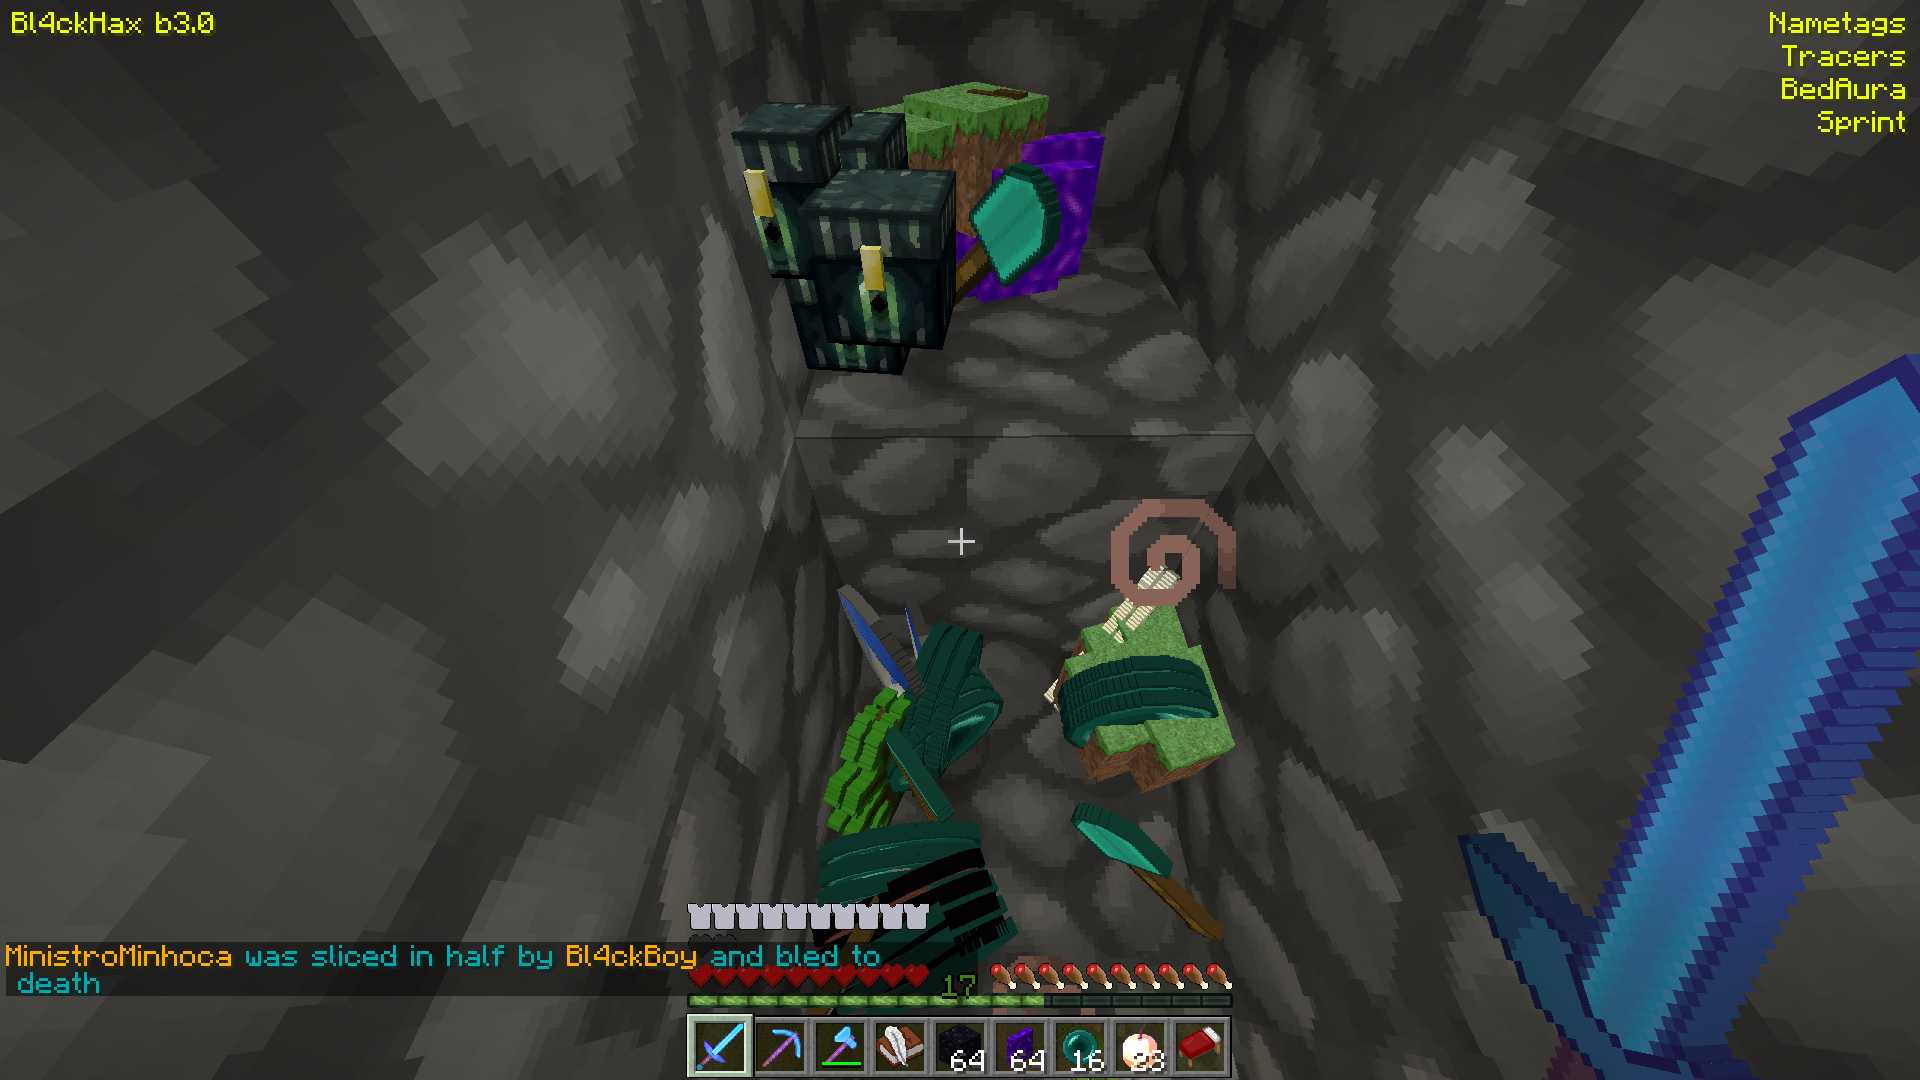 Bl4ckHax b3.0
Nametags
Tracers
BedAura
Sprint
MinistroMinhoca was sliced in half by Bl4ckBoy and bled to
death
17
64 64 16 23